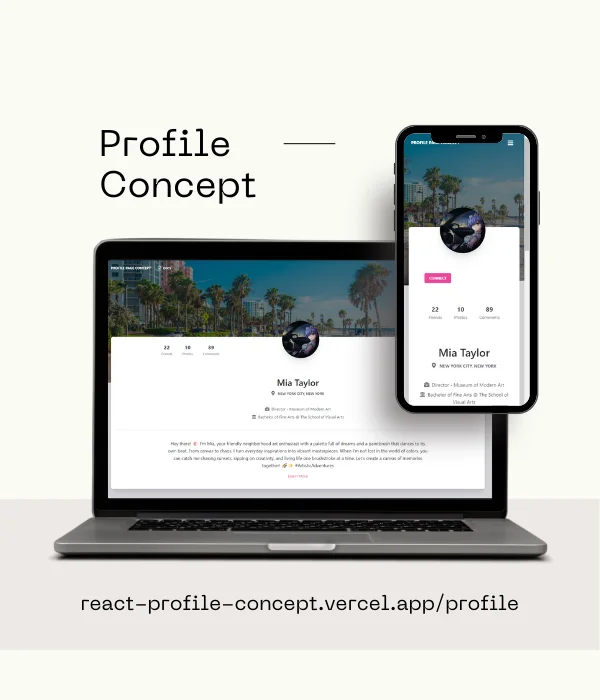 Profile
Concept
PROFILE PAGE CONCEPT
CONNECT
22 10 89
Friends Photos Comments
Mia Taylor
NEW YORK CITY, NEW YORK
Director - Museum of Modern Art
Bachelor of Fine Arts @ The School of
Visual Arts
PROFILE PAGE CONCEPT DOCS
22 10 89
Friends Photos Comments
Mia Taylor
NEW YORK CITY, NEW YORK
Director - Museum of Modern Art
Bachelor of Fine Arts @ The School of Visual Arts
Hey there! 🎨 I'm Mia, your friendly neighborhood art enthusiast with a palette full of dreams and a paintbrush that dances to its
own beat. From canvas to chaos, I turn everyday inspirations into vibrant masterpieces. When I'm not lost in the world of colors, you
can catch me chasing sunsets, sipping on creativity, and living life one brushstroke at a time. Let's create a canvas of memories
together! 🚀✨ #ArtisticAdventures
Learn More
react-profile-concept.vercel.app/profile